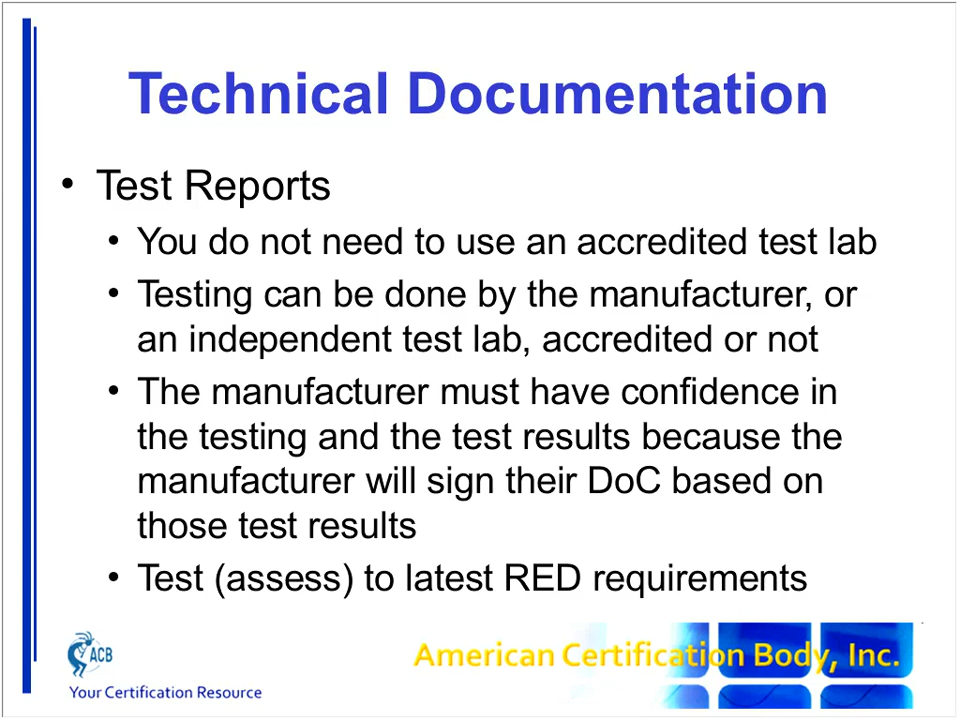 Technical Documentation
• Test Reports
• You do not need to use an accredited test lab
• Testing can be done by the manufacturer, or
an independent test lab, accredited or not
• The manufacturer must have confidence in
the testing and the test results because the
manufacturer will sign their DoC based on
those test results
• Test (assess) to latest RED requirements
ACB
American Certification Body, Inc.
Your Certification Resource